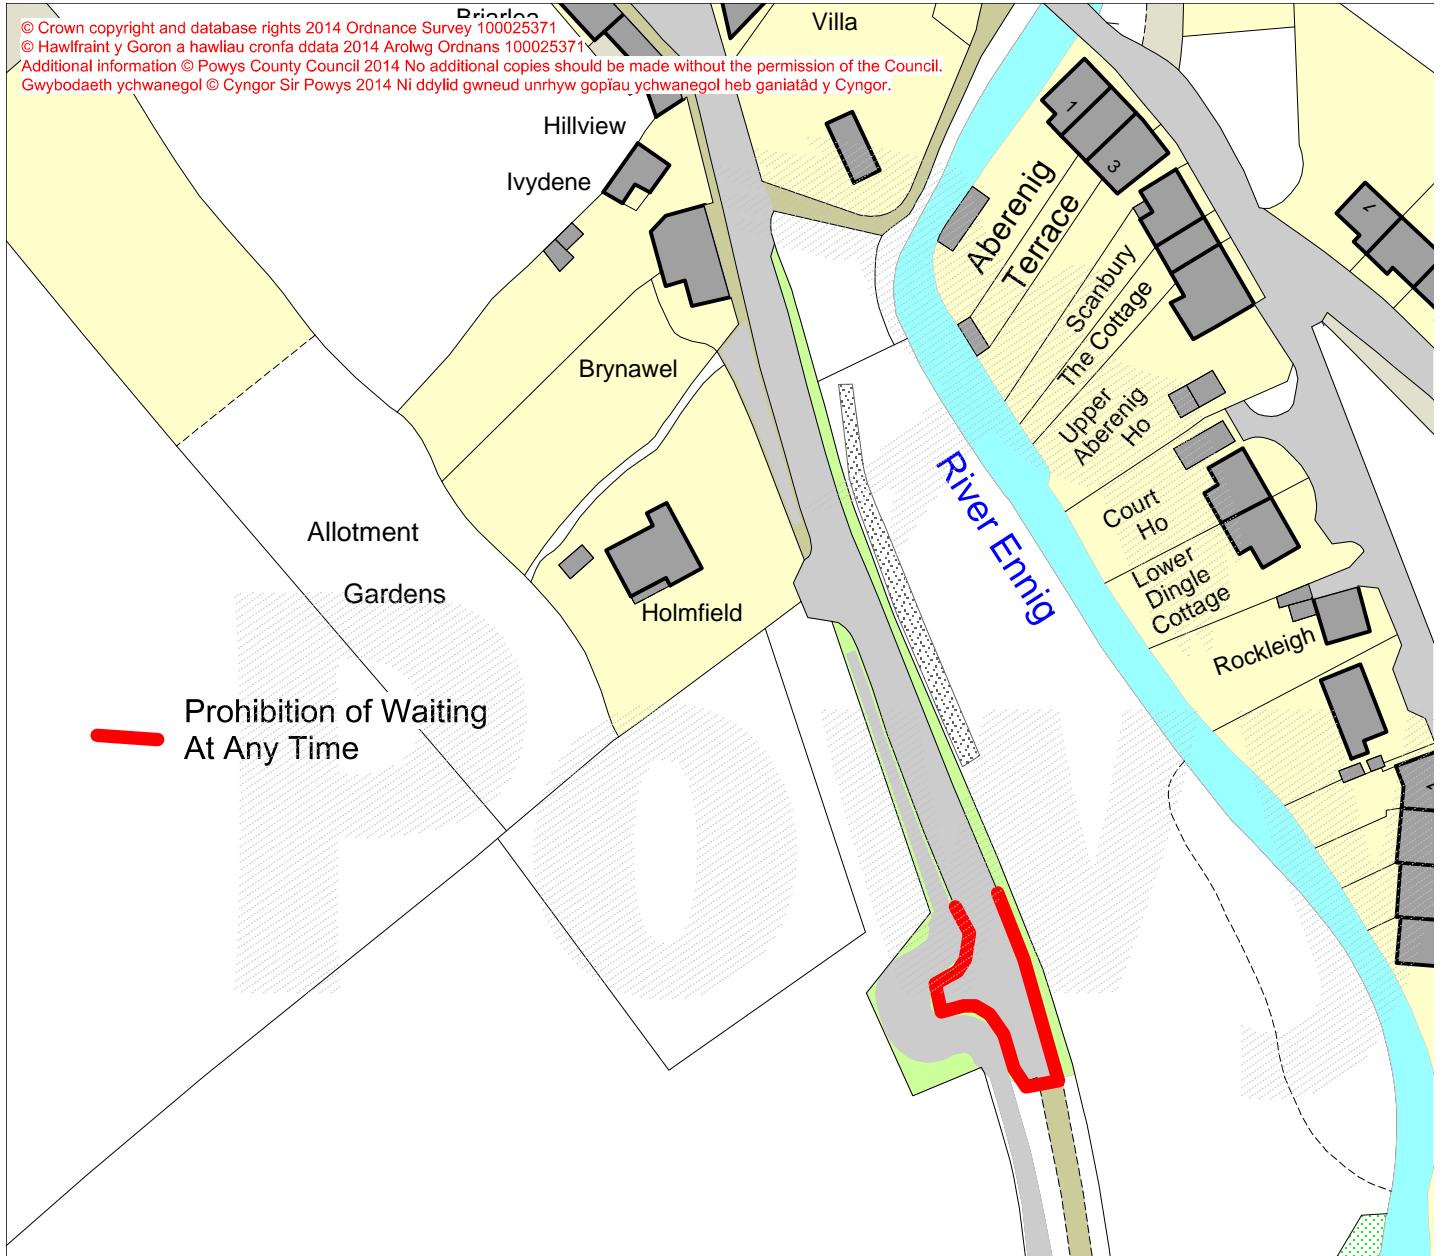 Briarlea
© Crown copyright and database rights 2014 Ordnance Survey 100025371
© Hawlfraint y Goron a hawliau cronfa ddata 2014 Arolwg Ordnans 100025371
Additional information © Powys County Council 2014 No additional copies should be made without the permission of the Council.
Gwybodaeth ychwanegol © Cyngor Sir Powys 2014 Ni ddylid gwneud unrhyw gopïau ychwanegol heb ganiatâd y Cyngor.
Villa
Hillview
Ivydene
1
3
Aberenig
Terrace
Scanbury
The Cottage
Upper
Aberenig
Ho
Brynawel
River Ennig
Court
Ho
Lower
Dingle
Cottage
Rockleigh
Allotment
Gardens
Holmfield
Prohibition of Waiting
At Any Time
Powys